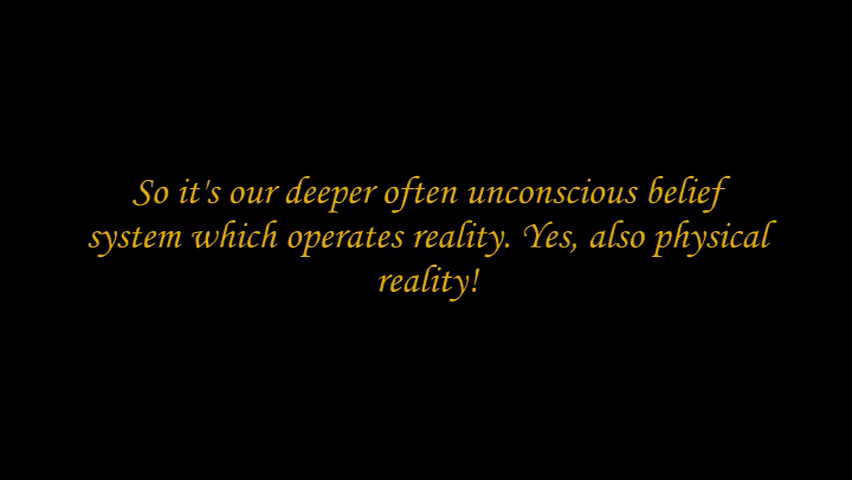 So it's our deeper often unconscious belief
system which operates reality. Yes, also physical
reality!